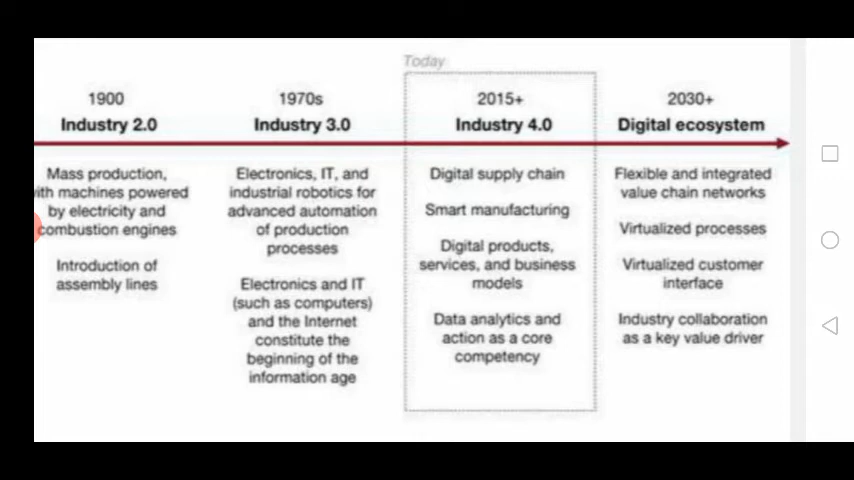 Today
1900
Industry 2.0
Mass production,
with machines powered
by electricity and
combustion engines
Introduction of
assembly lines
1970s
Industry 3.0
Electronics, IT, and
industrial robotics for
advanced automation
of production
processes
Electronics and IT
(such as computers)
and the Internet
constitute the
beginning of the
information age
2015+
Industry 4.0
Digital supply chain
Smart manufacturing
Digital products,
services, and business
models
Data analytics and
action as a core
competency
2030+
Digital ecosystem
Flexible and integrated
value chain networks
Virtualized processes
Virtualized customer
interface
Industry collaboration
as a key value driver